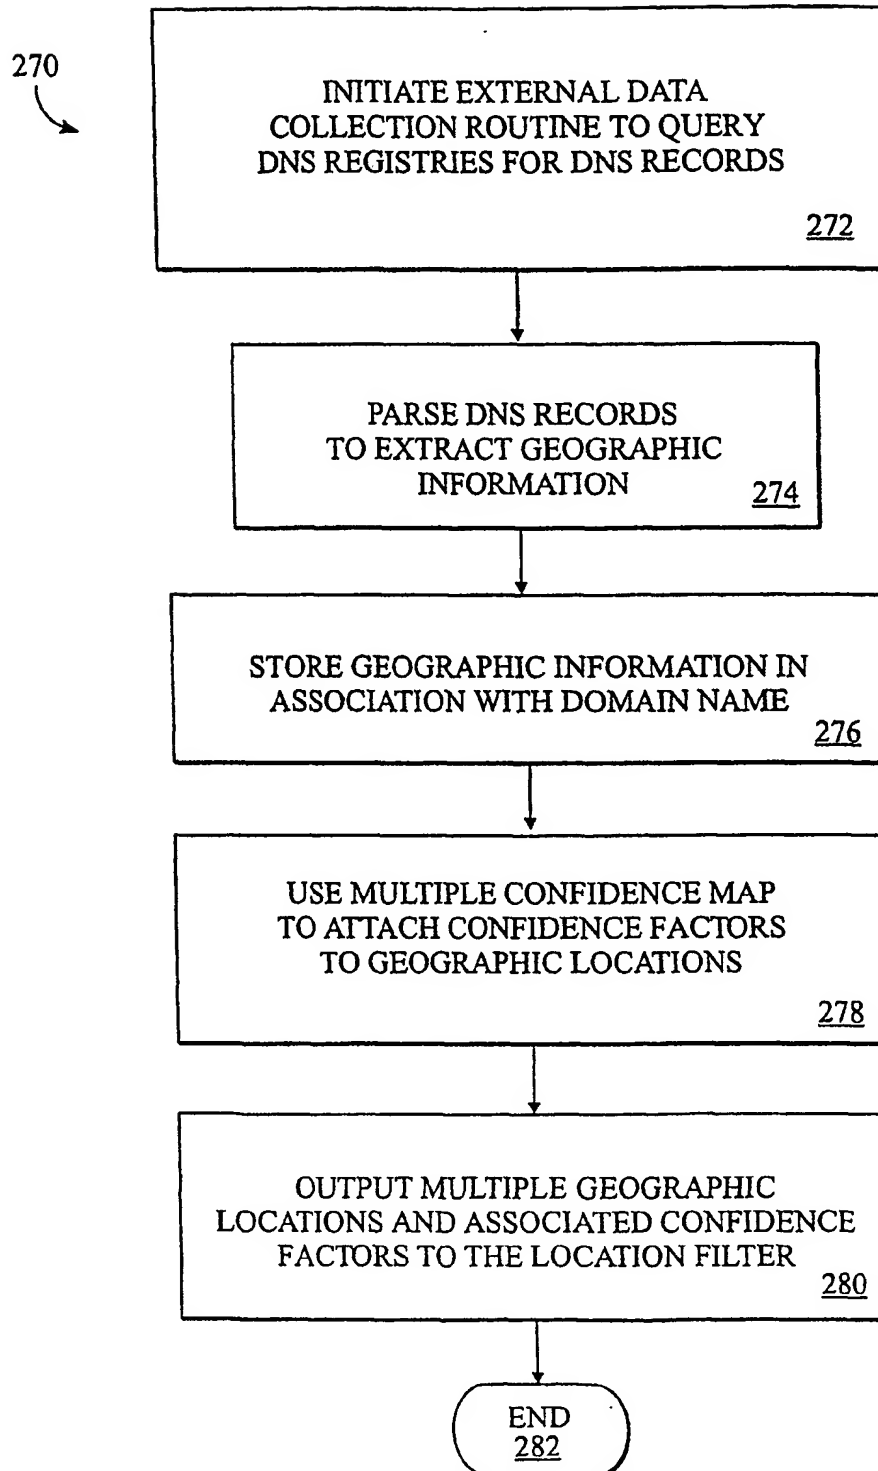 270
INITIATE EXTERNAL DATA
COLLECTION ROUTINE TO QUERY
DNS REGISTRIES FOR DNS RECORDS
272
PARSE DNS RECORDS
TO EXTRACT GEOGRAPHIC
INFORMATION
274
STORE GEOGRAPHIC INFORMATION IN
ASSOCIATION WITH DOMAIN NAME
276
USE MULTIPLE CONFIDENCE MAP
TO ATTACH CONFIDENCE FACTORS
TO GEOGRAPHIC LOCATIONS
278
OUTPUT MULTIPLE GEOGRAPHIC
LOCATIONS AND ASSOCIATED CONFIDENCE
FACTORS TO THE LOCATION FILTER
280
END
282